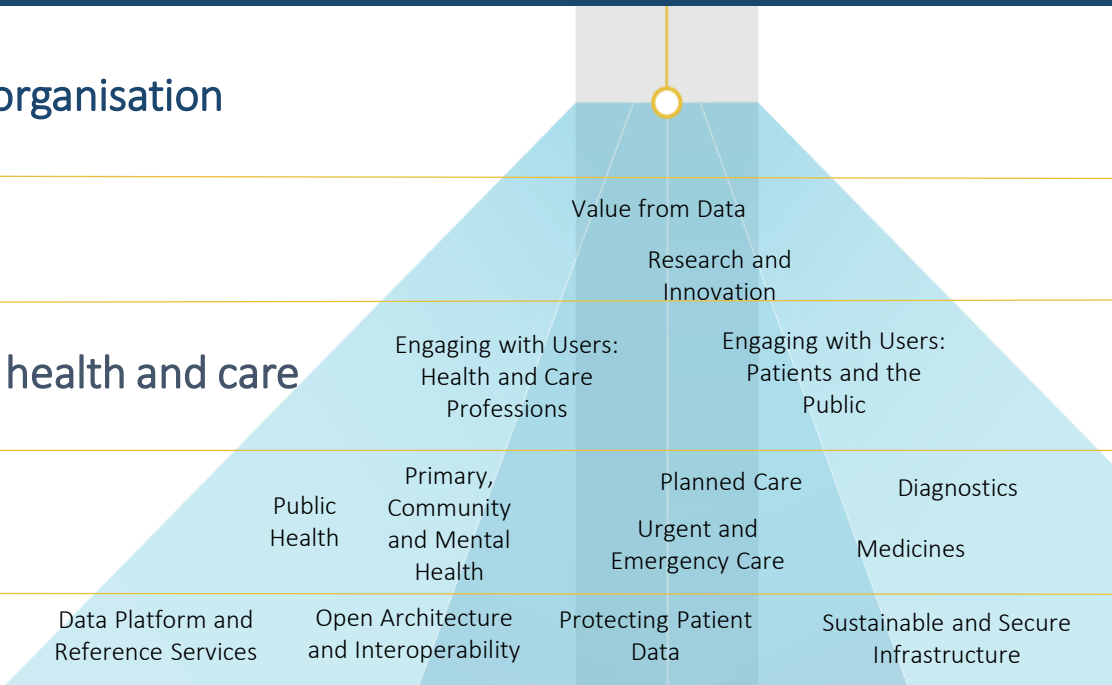 organisation
Value from Data
Research and
Innovation
health and care
Engaging with Users:
Health and Care
Professions
Engaging with Users:
Patients and the
Public
Public
Health
Primary,
Community
and Mental
Health
Planned Care
Urgent and
Emergency Care
Diagnostics
Medicines
Data Platform and
Reference Services
Open Architecture
and Interoperability
Protecting Patient
Data
Sustainable and Secure
Infrastructure